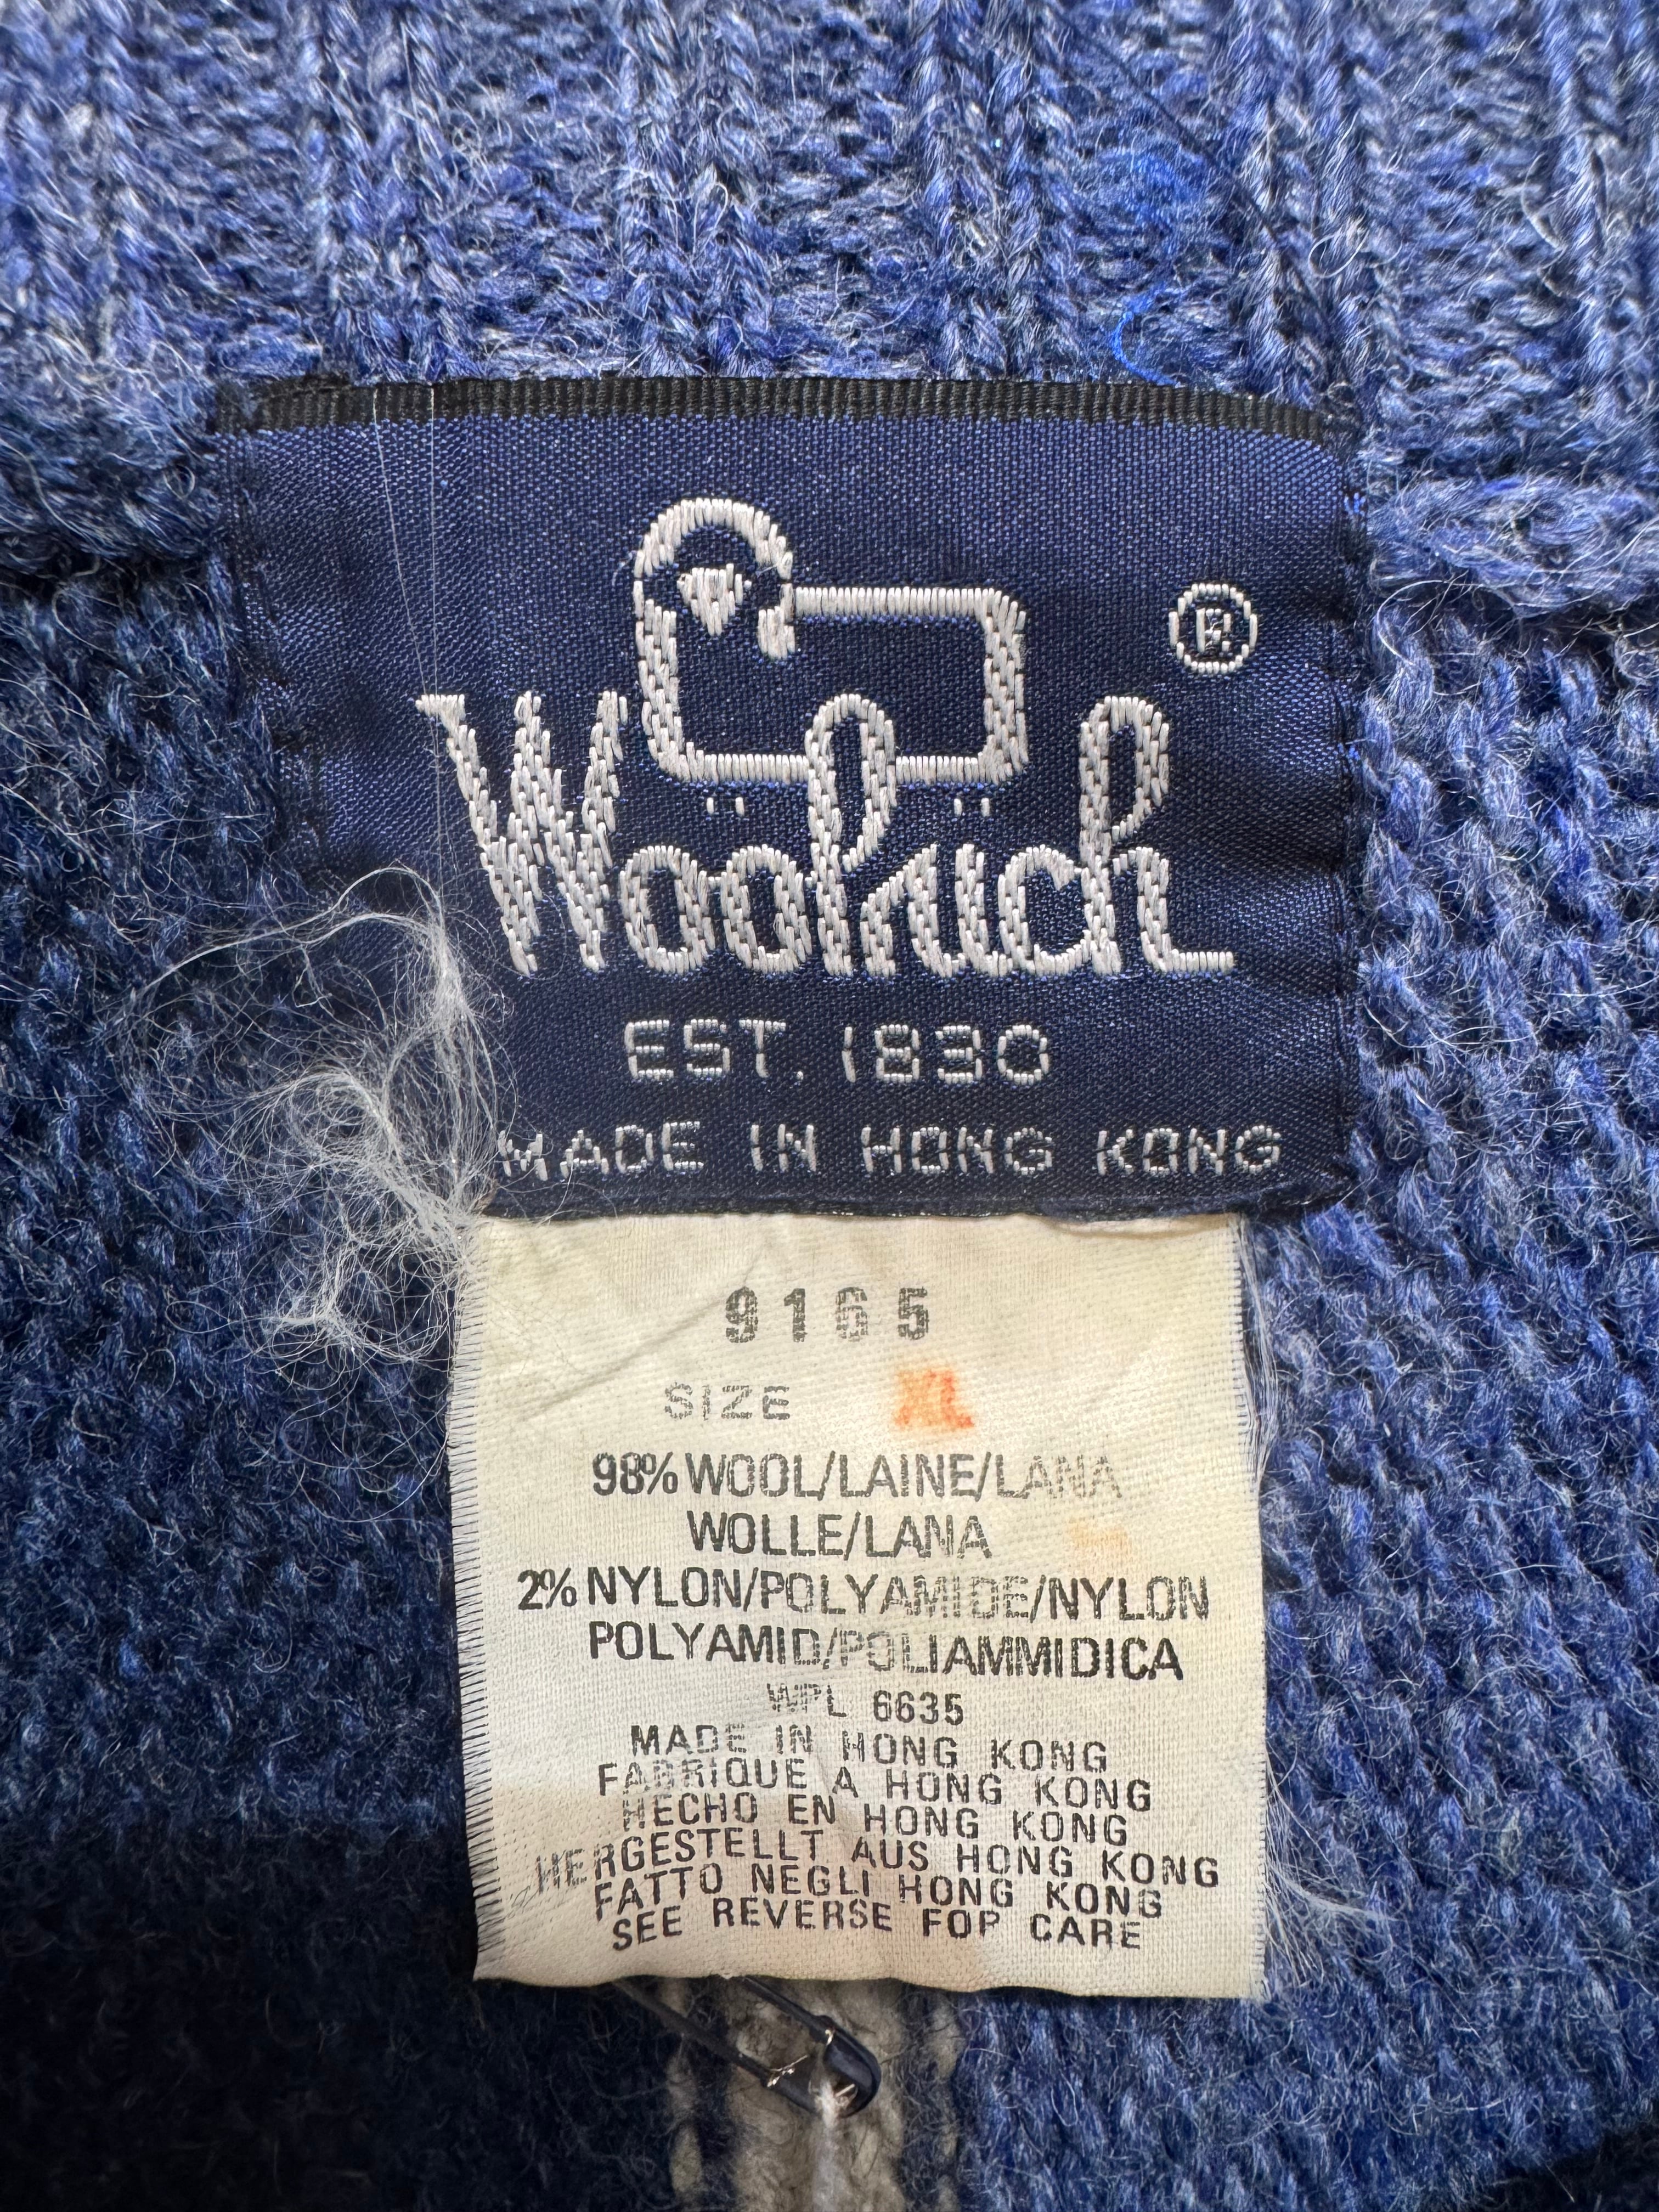 Woolrich ®
EST. 1830
MADE IN HONG KONG
9165
SIZE XL
98% WOOL/LAINE/LANA
WOLLE/LANA
2% NYLON/POLYAMIDE/NYLON
POLYAMID/POLIAMMIDICA
WPL 6635
MADE IN HONG KONG
FABRIQUE A HONG KONG
HECHO EN HONG KONG
HERGESTELLT AUS HONG KONG
FATTO NEGLI HONG KONG
SEE REVERSE FOR CARE